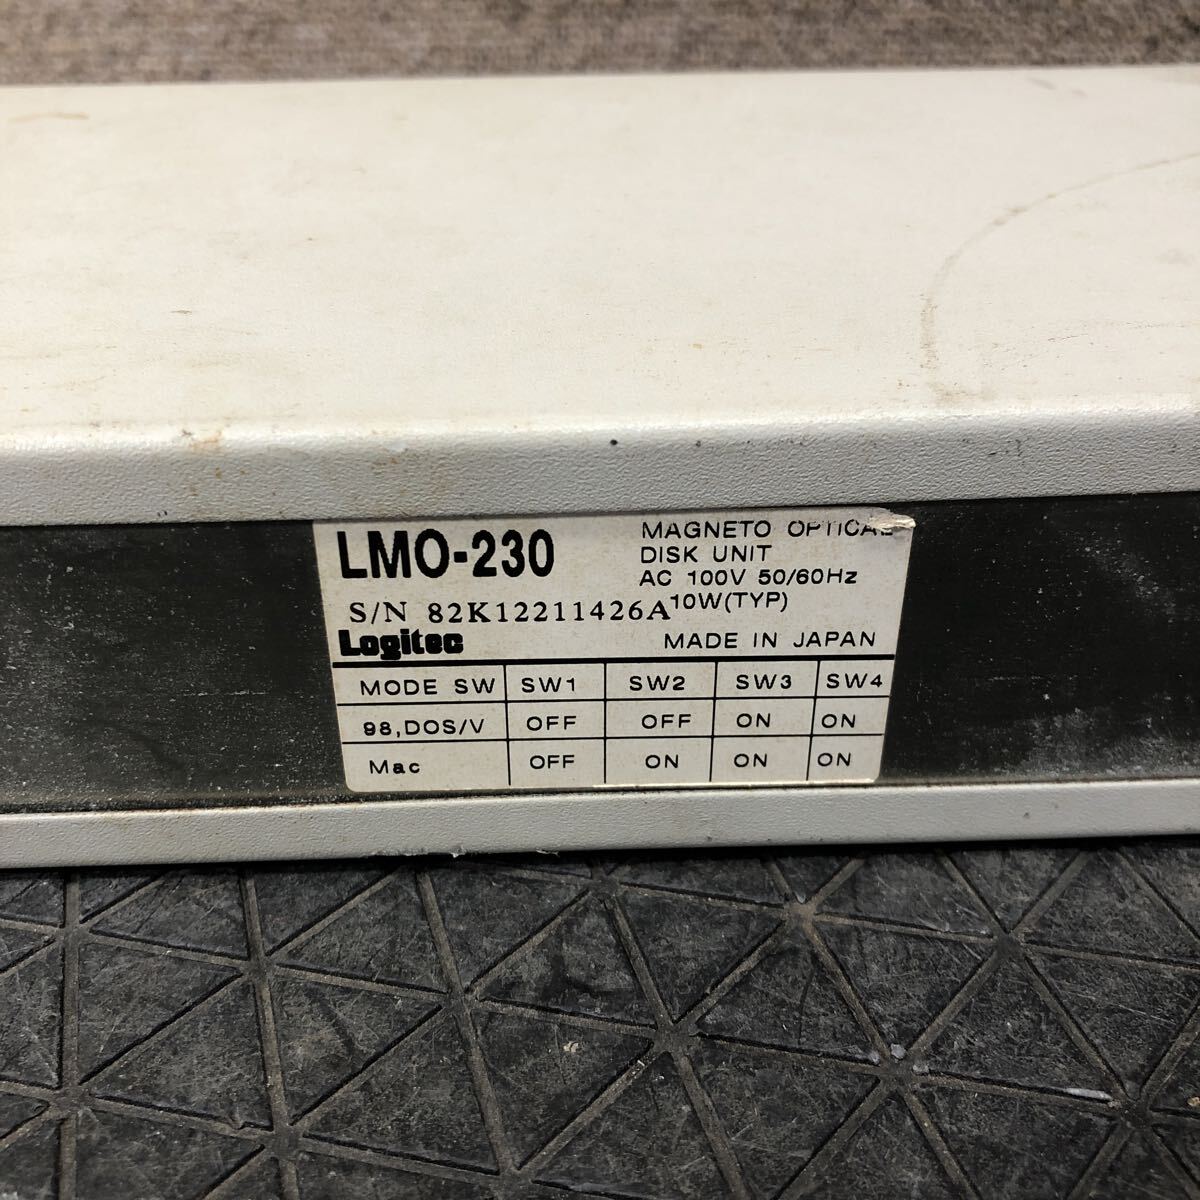 LMO-230
MAGNETO OPTICAL
DISK UNIT
AC 100V 50/60Hz
10W(TYP)
S/N 82K12211426A
Logitec
MADE IN JAPAN
MODE SW SW1 SW2 SW3 SW4
98,DOS/V OFF OFF ON ON
Mac OFF ON ON ON